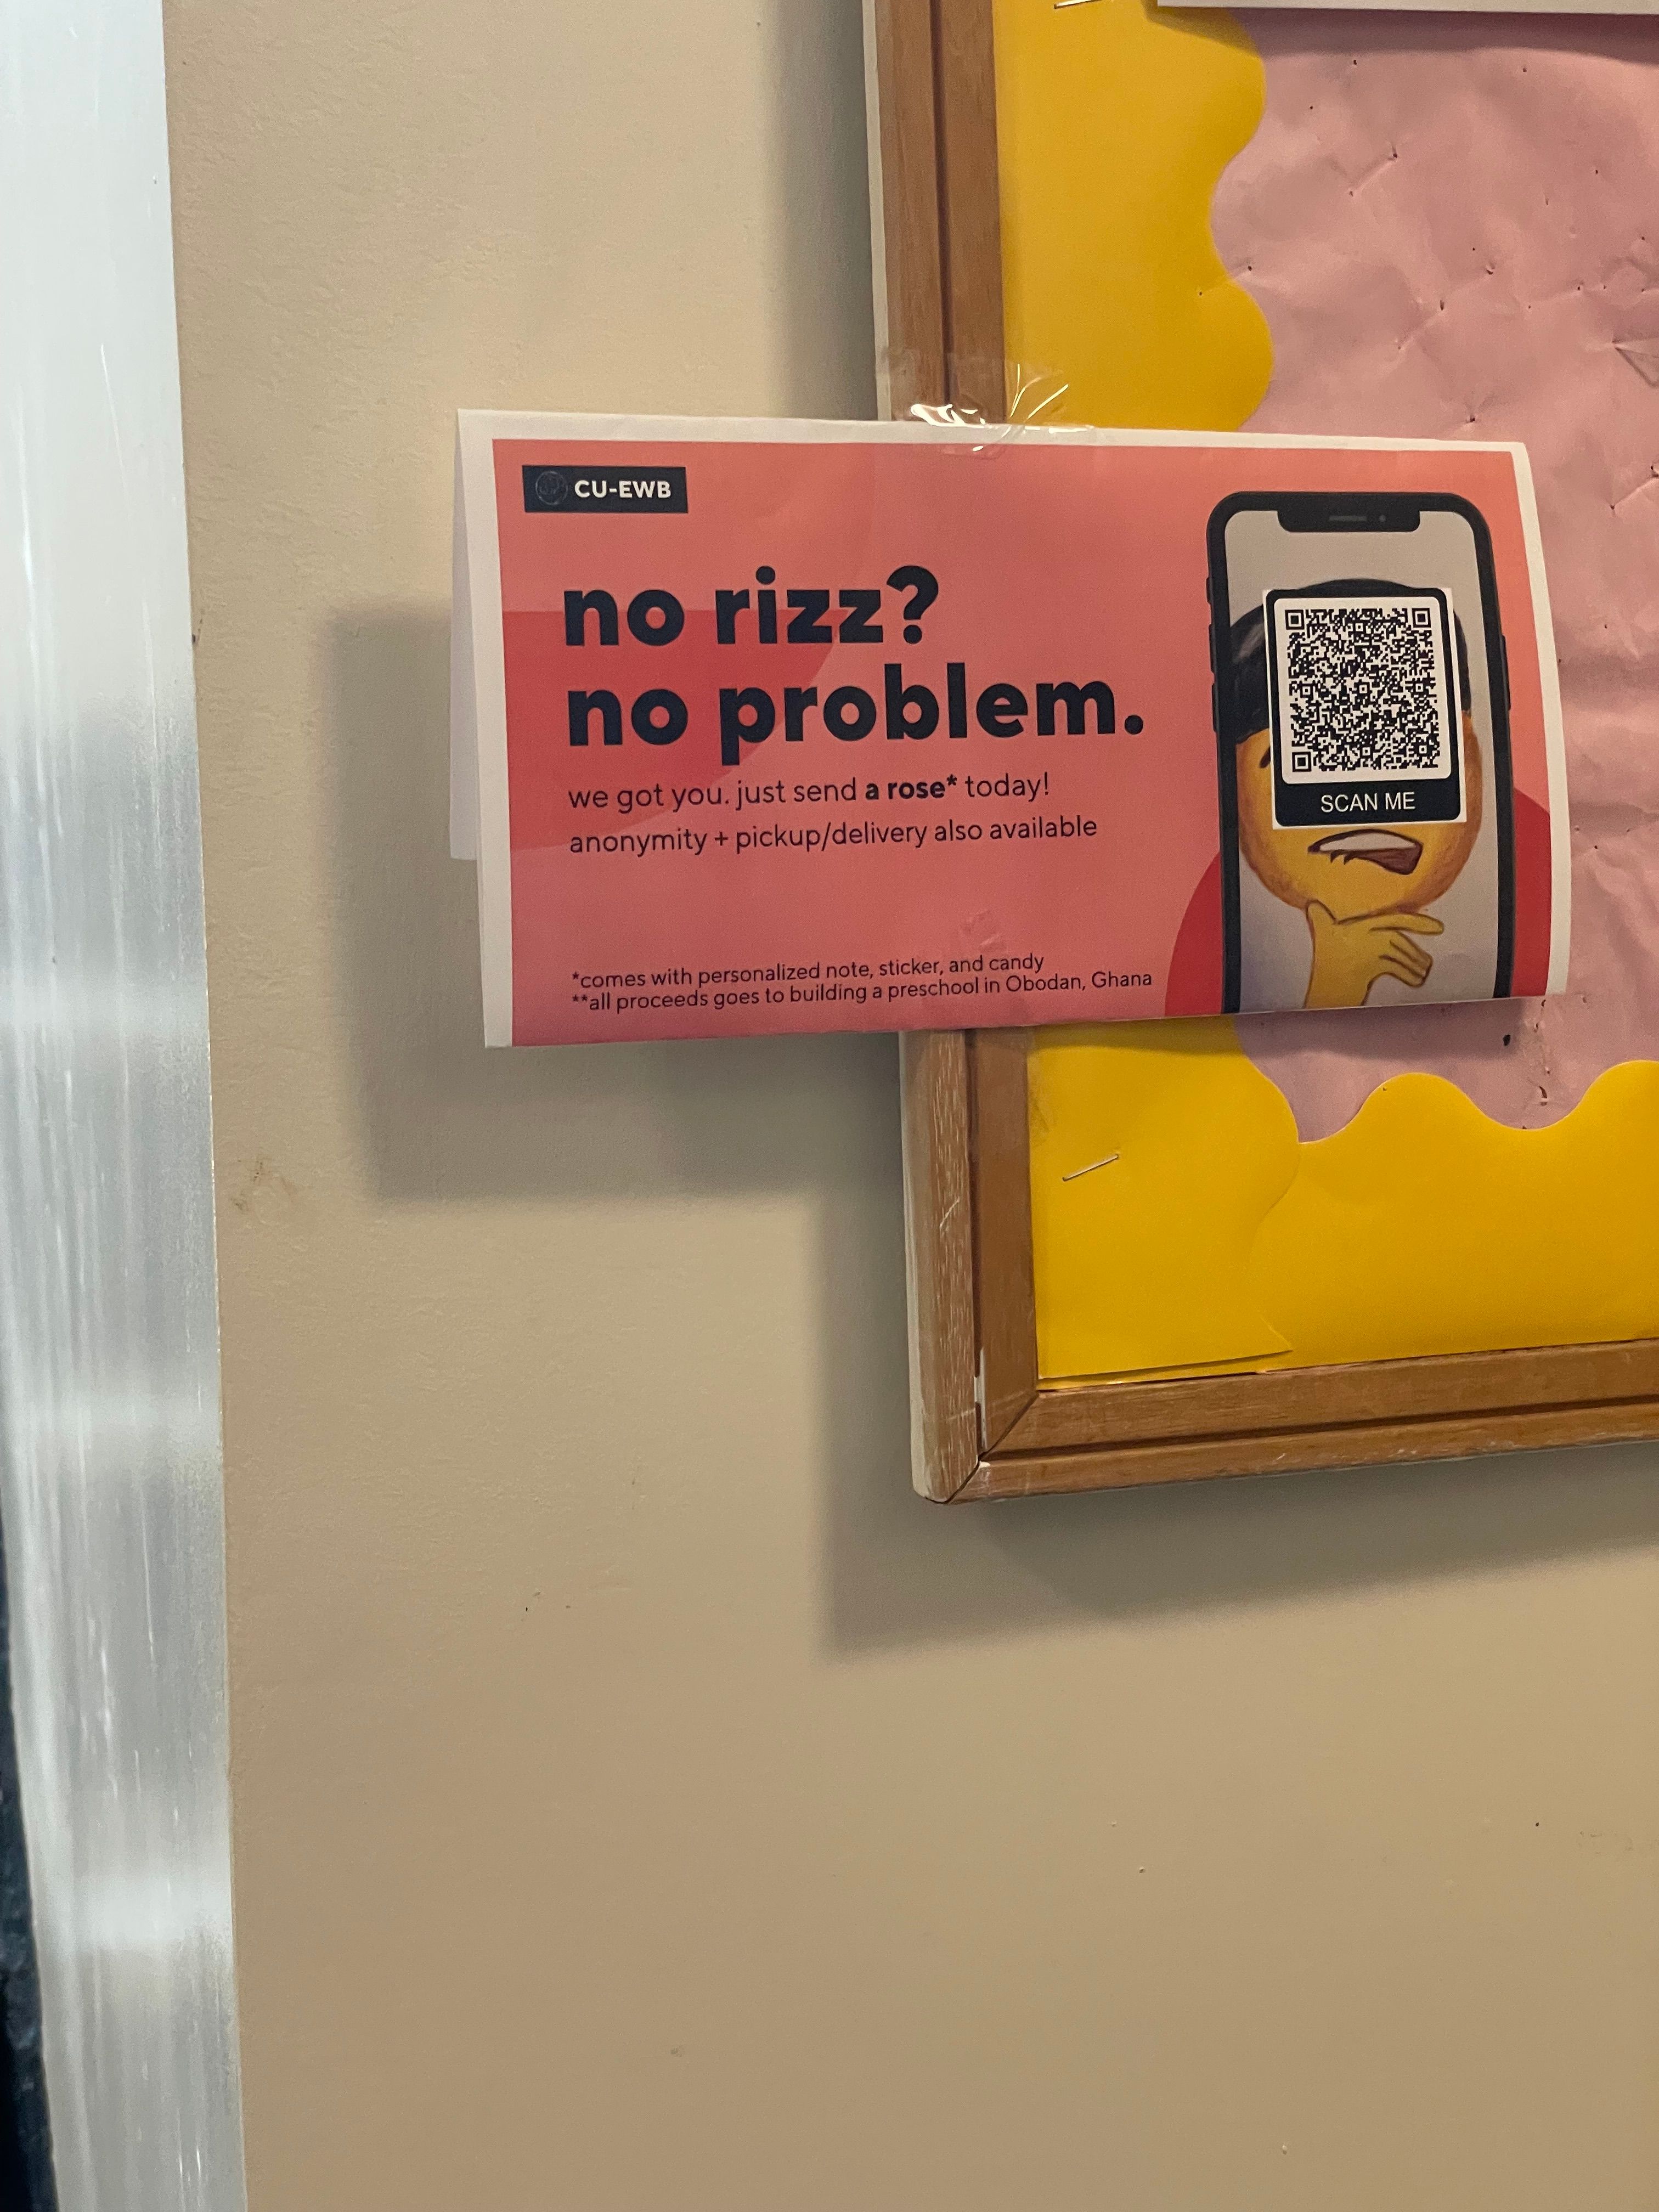 CU-EWB
no rizz?
no problem.
we got you. just send a rose* today!
anonymity + pickup/delivery also available
*comes with personalized note, sticker, and candy
**all proceeds goes to building a preschool in Obodan, Ghana
SCAN ME